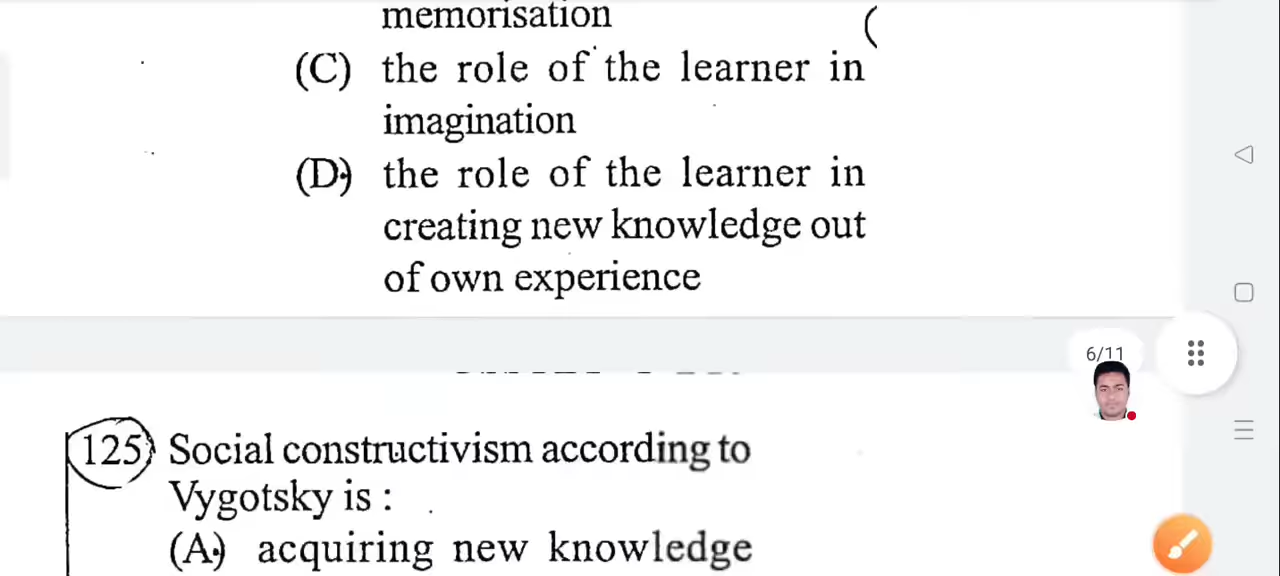 memorisation
(C) the role of the learner in
imagination
(D) the role of the learner in
creating new knowledge out
of own experience
6/11
125 Social constructivism according to
Vygotsky is :
(A) acquiring new knowledge